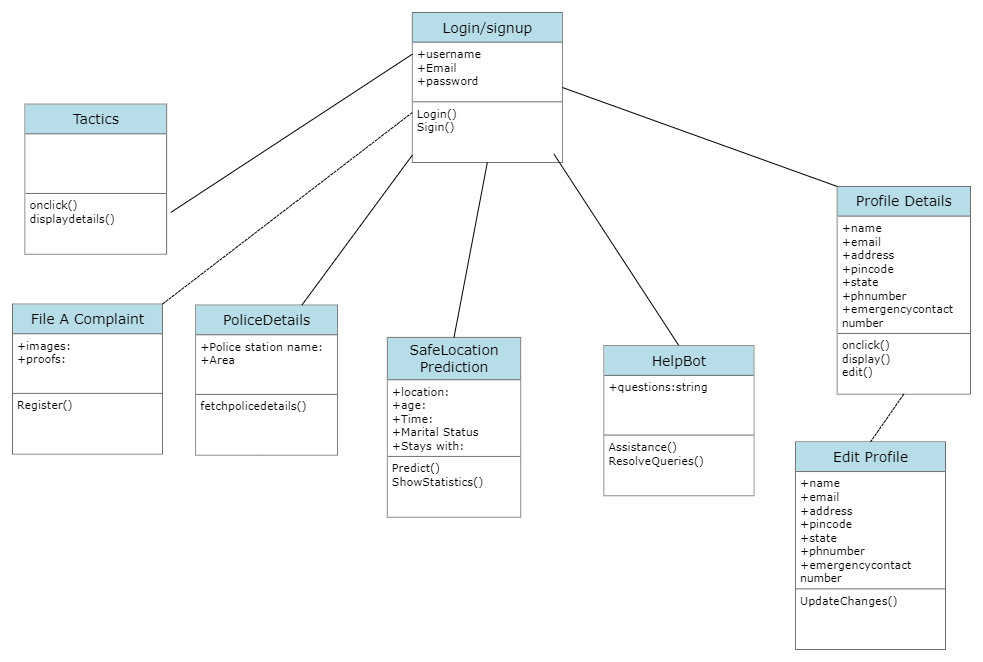 Login/signup
+username
+Email
+password
Login()
Sigin()
Tactics
onclick()
displaydetails()
Profile Details
+name
+email
+address
+pincode
+state
+phnumber
+emergencycontact
number
onclick()
display()
edit()
File A Complaint
+images:
+proofs:
Register()
PoliceDetails
+Police station name:
+Area
fetchpolicedetails()
SafeLocation
Prediction
+location:
+age:
+Time:
+Marital Status
+Stays with:
Predict()
ShowStatistics()
HelpBot
+questions:string
Assistance()
ResolveQueries()
Edit Profile
+name
+email
+address
+pincode
+state
+phnumber
+emergencycontact
number
UpdateChanges()